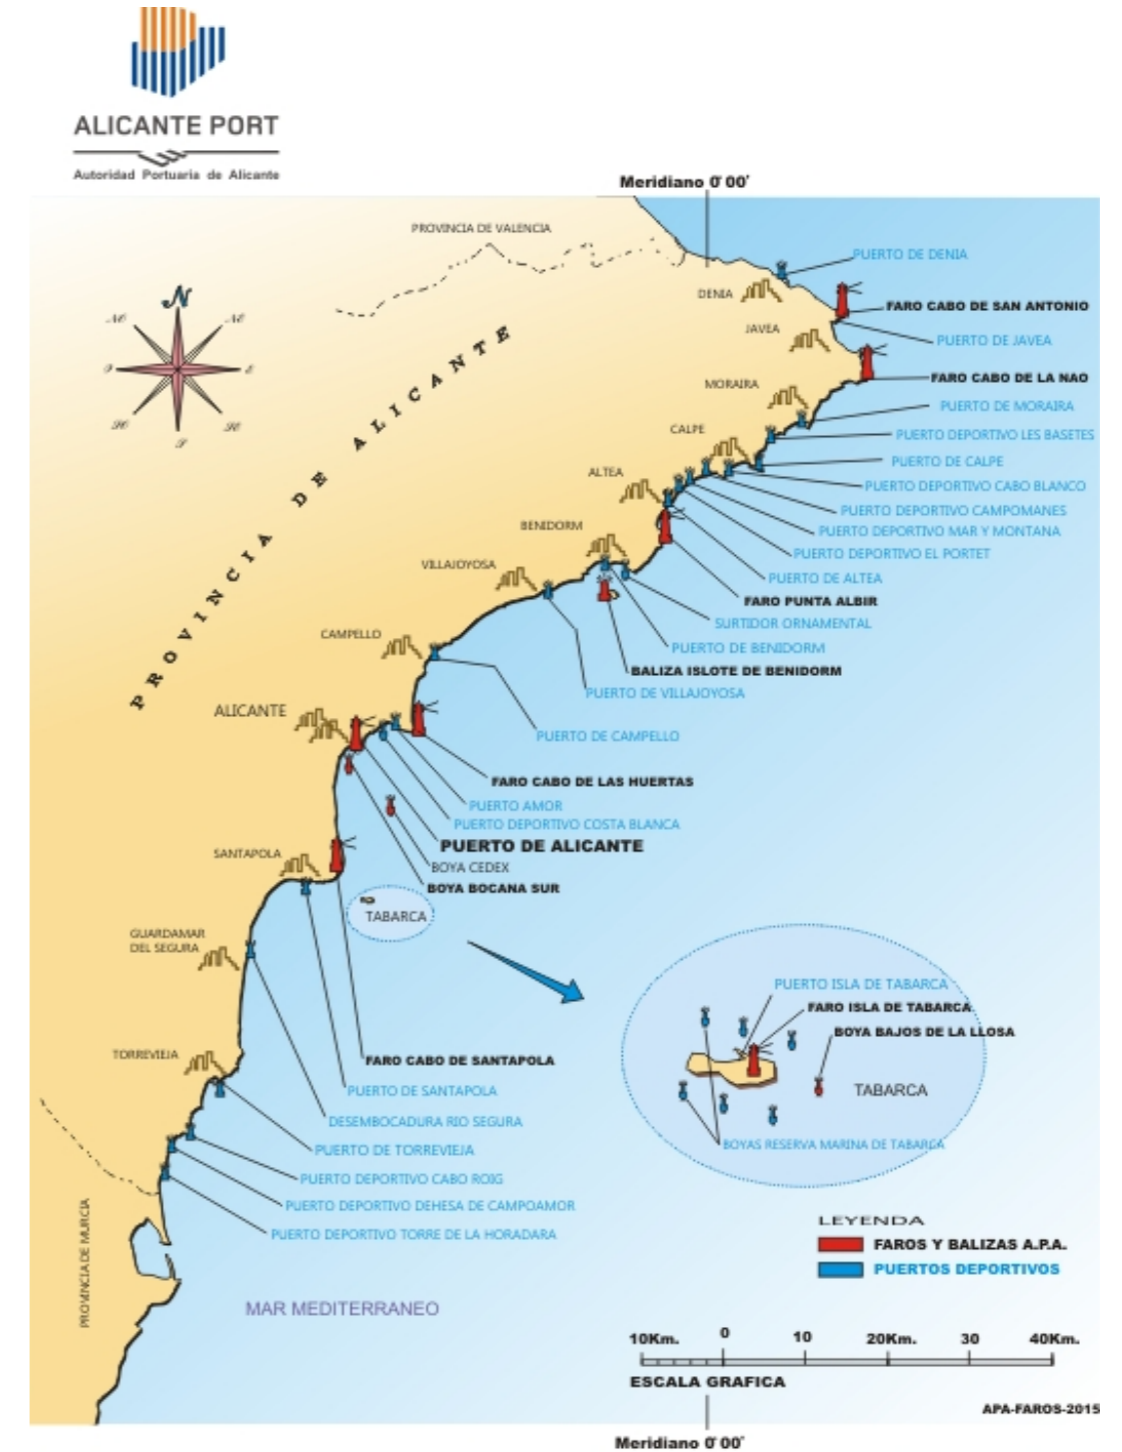 ALICANTE PORT
Autoridad Portuaria de Alicante
Meridiano 0º 00'
PROVINCIA DE VALENCIA
N
NO
NE
O
E
SO
SE
S
PROVINCIA DE ALICANTE
PUERTO DE DENIA
DENIA
FARO CABO DE SAN ANTONIO
JAVEA
PUERTO DE JAVEA
FARO CABO DE LA NAO
MORAIRA
PUERTO DE MORAIRA
CALPE
PUERTO DEPORTIVO LES BASETES
PUERTO DE CALPE
ALTEA
PUERTO DEPORTIVO CABO BLANCO
PUERTO DEPORTIVO CAMPOMANES
BENIDORM
PUERTO DEPORTIVO MAR Y MONTANA
PUERTO DEPORTIVO EL PORTET
VILLAJOYOSA
PUERTO DE ALTEA
FARO PUNTA ALBIR
SURTIDOR ORNAMENTAL
CAMPELLO
PUERTO DE BENIDORM
BALIZA ISLOTE DE BENIDORM
PUERTO DE VILLAJOYOSA
ALICANTE
PUERTO DE CAMPELLO
FARO CABO DE LAS HUERTAS
PUERTO AMOR
PUERTO DEPORTIVO COSTA BLANCA
PUERTO DE ALICANTE
SANTAPOLA
BOYA CEDEX
BOYA BOCANA SUR
TABARCA
GUARDAMAR
DEL SEGURA
PUERTO ISLA DE TABARCA
FARO ISLA DE TABARCA
BOYA BAJOS DE LA LLOSA
TORREVIEJA
FARO CABO DE SANTAPOLA
PUERTO DE SANTAPOLA
TABARCA
DESEMBOCADURA RIO SEGURA
BOYAS RESERVA MARINA DE TABARCA
PUERTO DE TORREVIEJA
PUERTO DEPORTIVO CABO ROIG
PUERTO DEPORTIVO DEHESA DE CAMPOAMOR
PUERTO DEPORTIVO TORRE DE LA HORADARA
PROVINCIA DE MURCIA
LEYENDA
FAROS Y BALIZAS A.P.A.
PUERTOS DEPORTIVOS
MAR MEDITERRANEO
10Km. 0 10 20Km. 30 40Km.
ESCALA GRAFICA
APA-FAROS-2015
Meridiano 0º 00'